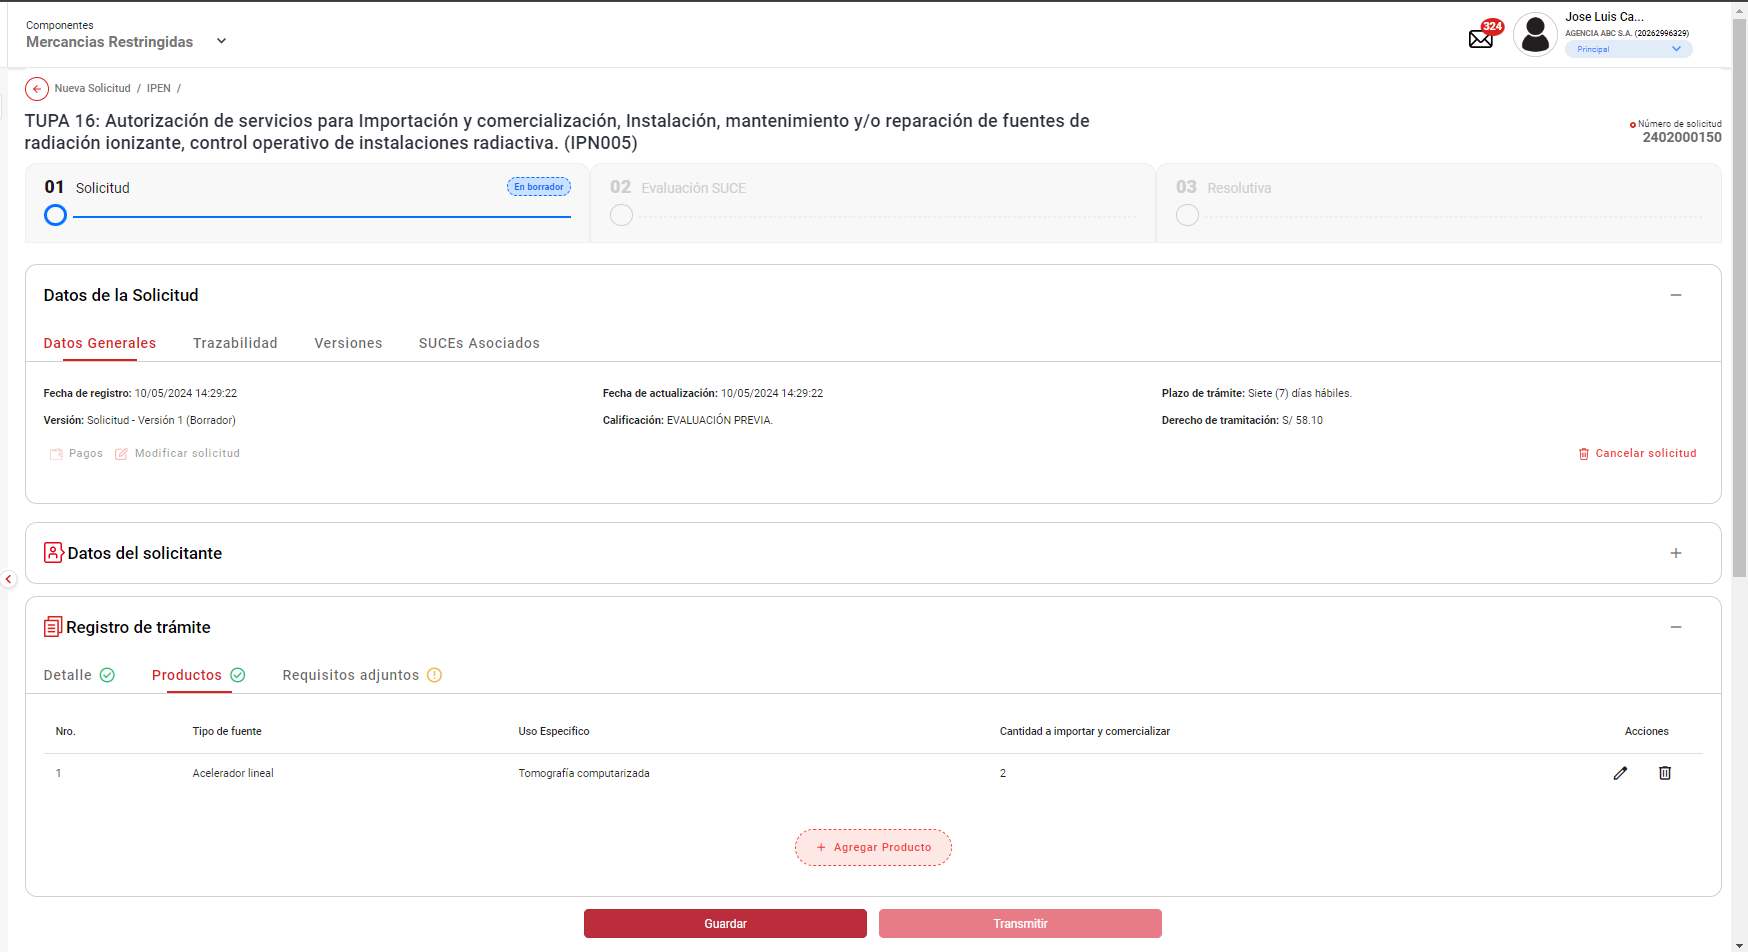 Componentes
Mercancias Restringidas
324
Jose Luis Ca...
AGENCIA ABC S.A. (20262996329)
Principal
Nueva Solicitud / IPEN /
TUPA 16: Autorización de servicios para Importación y comercialización, Instalación, mantenimiento y/o reparación de fuentes de
radiación ionizante, control operativo de instalaciones radiactiva. (IPN005)
Número de solicitud
2402000150
01 Solicitud En borrador
02 Evaluación SUCE
03 Resolutiva
Datos de la Solicitud
Datos Generales Trazabilidad Versiones SUCEs Asociados
Fecha de registro: 10/05/2024 14:29:22 Fecha de actualización: 10/05/2024 14:29:22 Plazo de trámite: Siete (7) días hábiles.
Versión: Solicitud - Versión 1 (Borrador) Calificación: EVALUACIÓN PREVIA. Derecho de tramitación: S/ 58.10
Pagos Modificar solicitud Cancelar solicitud
Datos del solicitante
Registro de trámite
Detalle Productos Requisitos adjuntos
Nro. Tipo de fuente Uso Especifico Cantidad a importar y comercializar Acciones
1 Acelerador lineal Tomografía computarizada 2
+ Agregar Producto
Guardar Transmitir